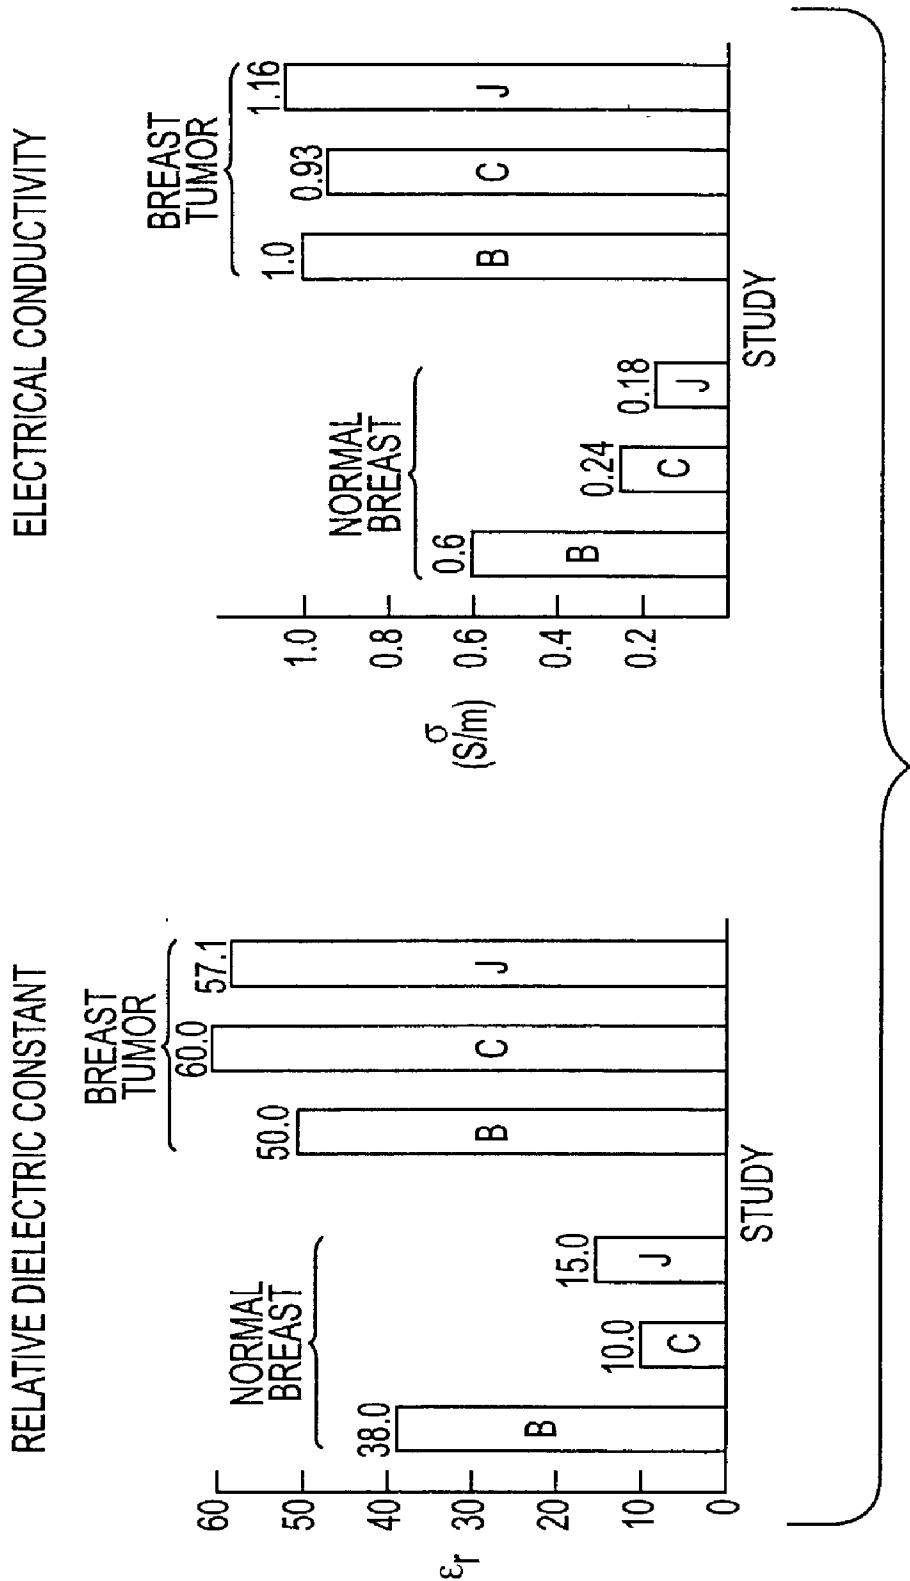 RELATIVE DIELECTRIC CONSTANT
BREAST
TUMOR
NORMAL
BREAST
60
50
40
30
20
10
0
εr
38.0
10.0
15.0
50.0
60.0
57.1
B
C
J
B
C
J
STUDY
ELECTRICAL CONDUCTIVITY
BREAST
TUMOR
NORMAL
BREAST
1.0
0.8
0.6
0.4
0.2
σ
(S/m)
0.6
0.24
0.18
1.0
0.93
1.16
B
C
J
B
C
J
STUDY